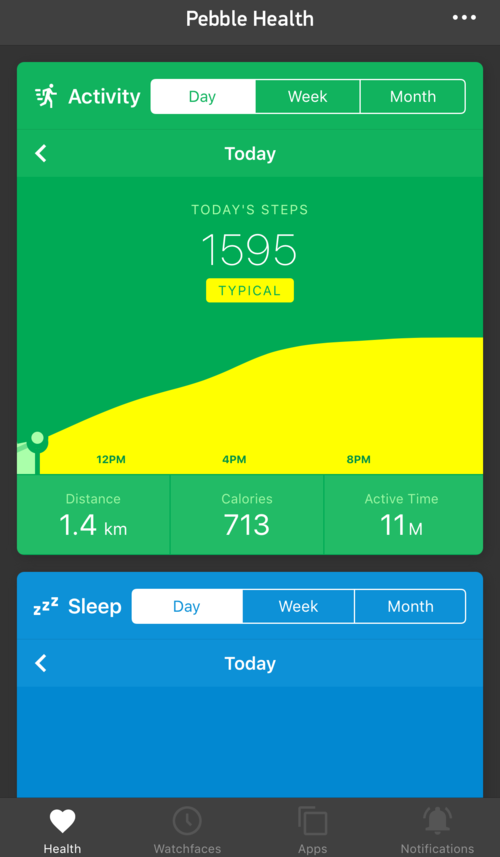 Pebble Health
Activity Day Week Month
Today
TODAY'S STEPS
1595
TYPICAL
12PM 4PM 8PM
Distance Calories Active Time
1.4 km 713 11M
zzz Sleep Day Week Month
Today
Health Watchfaces Apps Notifications